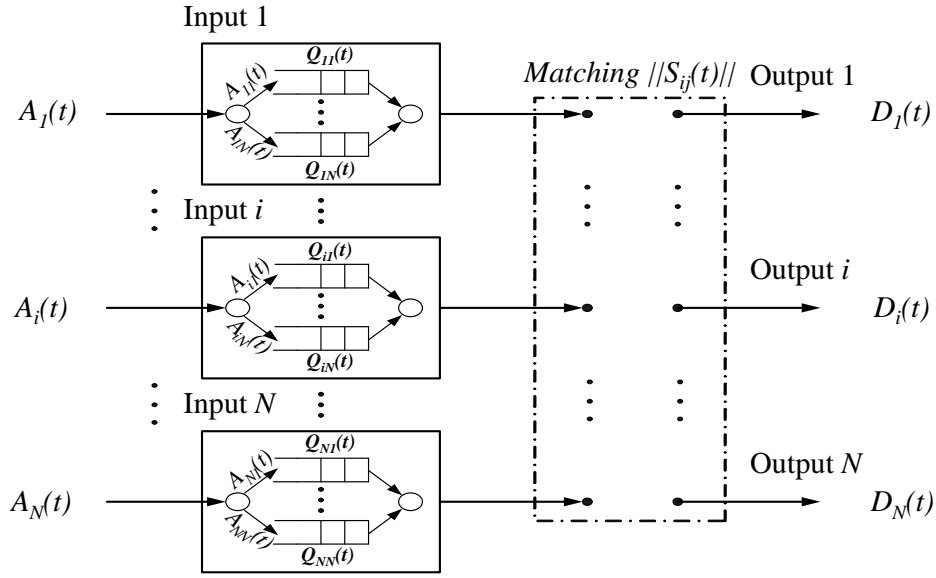 Input 1
Q11(t)
A1(t)
A11(t)
A1N(t)
Q1N(t)
Matching ||Sij(t)||
Output 1
D1(t)
Input i
Qi1(t)
Ai(t)
Ai1(t)
AiN(t)
QiN(t)
Output i
Di(t)
Input N
QN1(t)
AN(t)
AN1(t)
ANN(t)
QNN(t)
Output N
DN(t)